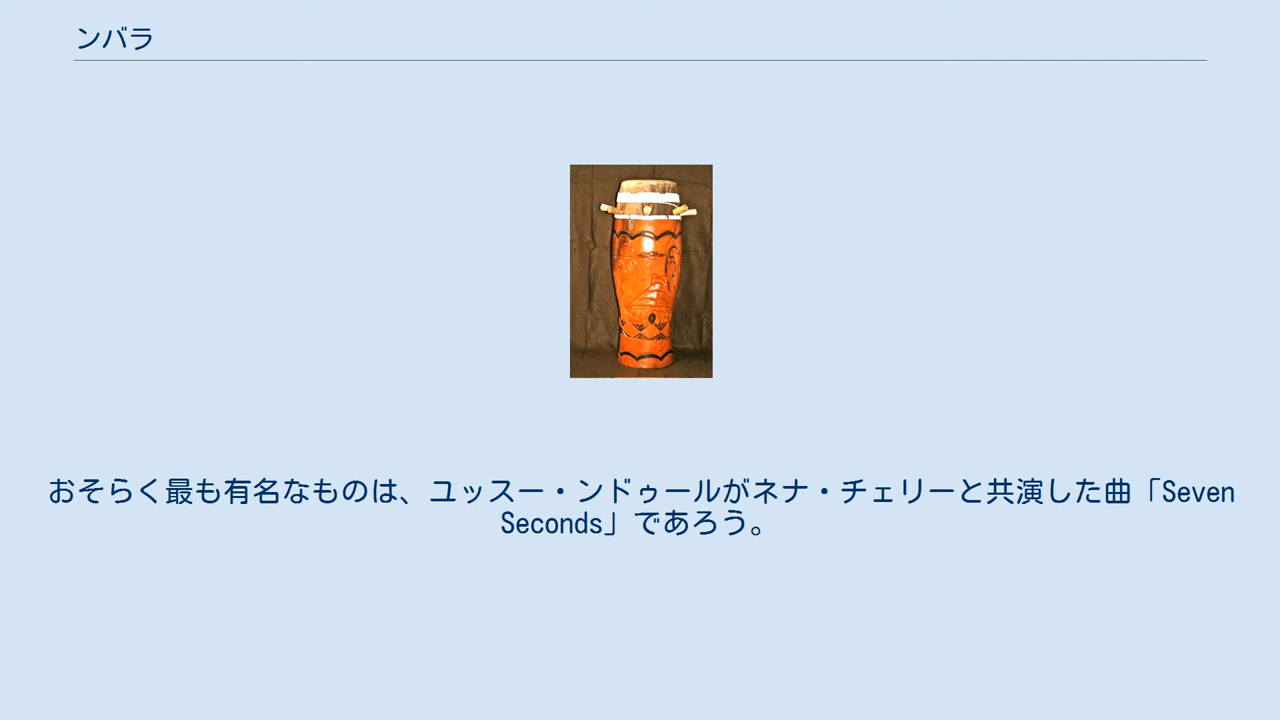 ンバラ
おそらく最も有名なものは、ユッスー・ンドゥールがネナ・チェリーと共演した曲「Seven
Seconds」であろう。